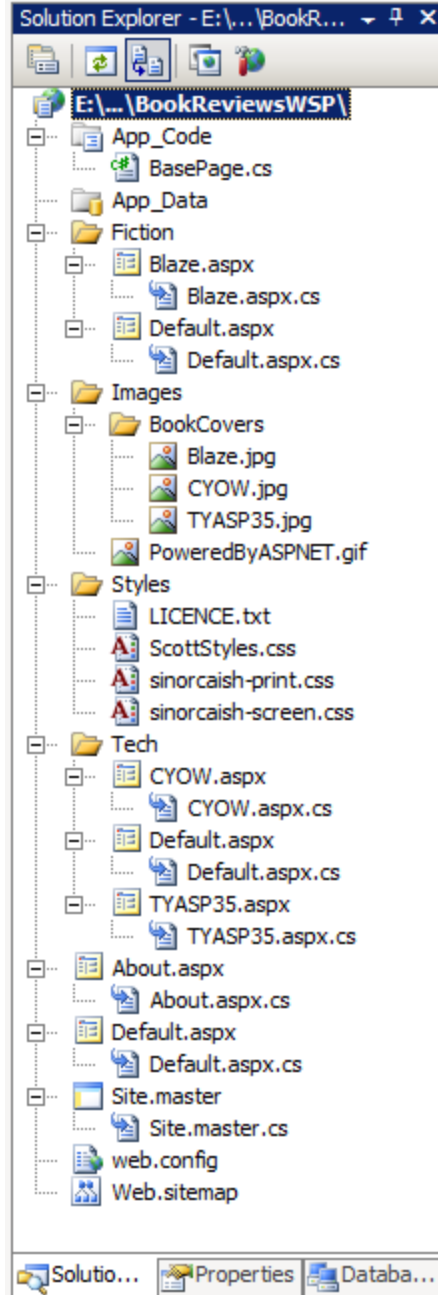 Solution Explorer - E:\...\BookR...
E:\...\BookReviewsWSP\
App_Code
BasePage.cs
App_Data
Fiction
Blaze.aspx
Blaze.aspx.cs
Default.aspx
Default.aspx.cs
Images
BookCovers
Blaze.jpg
CYOW.jpg
TYASP35.jpg
PoweredByASPNET.gif
Styles
LICENCE.txt
ScottStyles.css
sinorcaish-print.css
sinorcaish-screen.css
Tech
CYOW.aspx
CYOW.aspx.cs
Default.aspx
Default.aspx.cs
TYASP35.aspx
TYASP35.aspx.cs
About.aspx
About.aspx.cs
Default.aspx
Default.aspx.cs
Site.master
Site.master.cs
web.config
Web.sitemap
Solutio... Properties Databa...